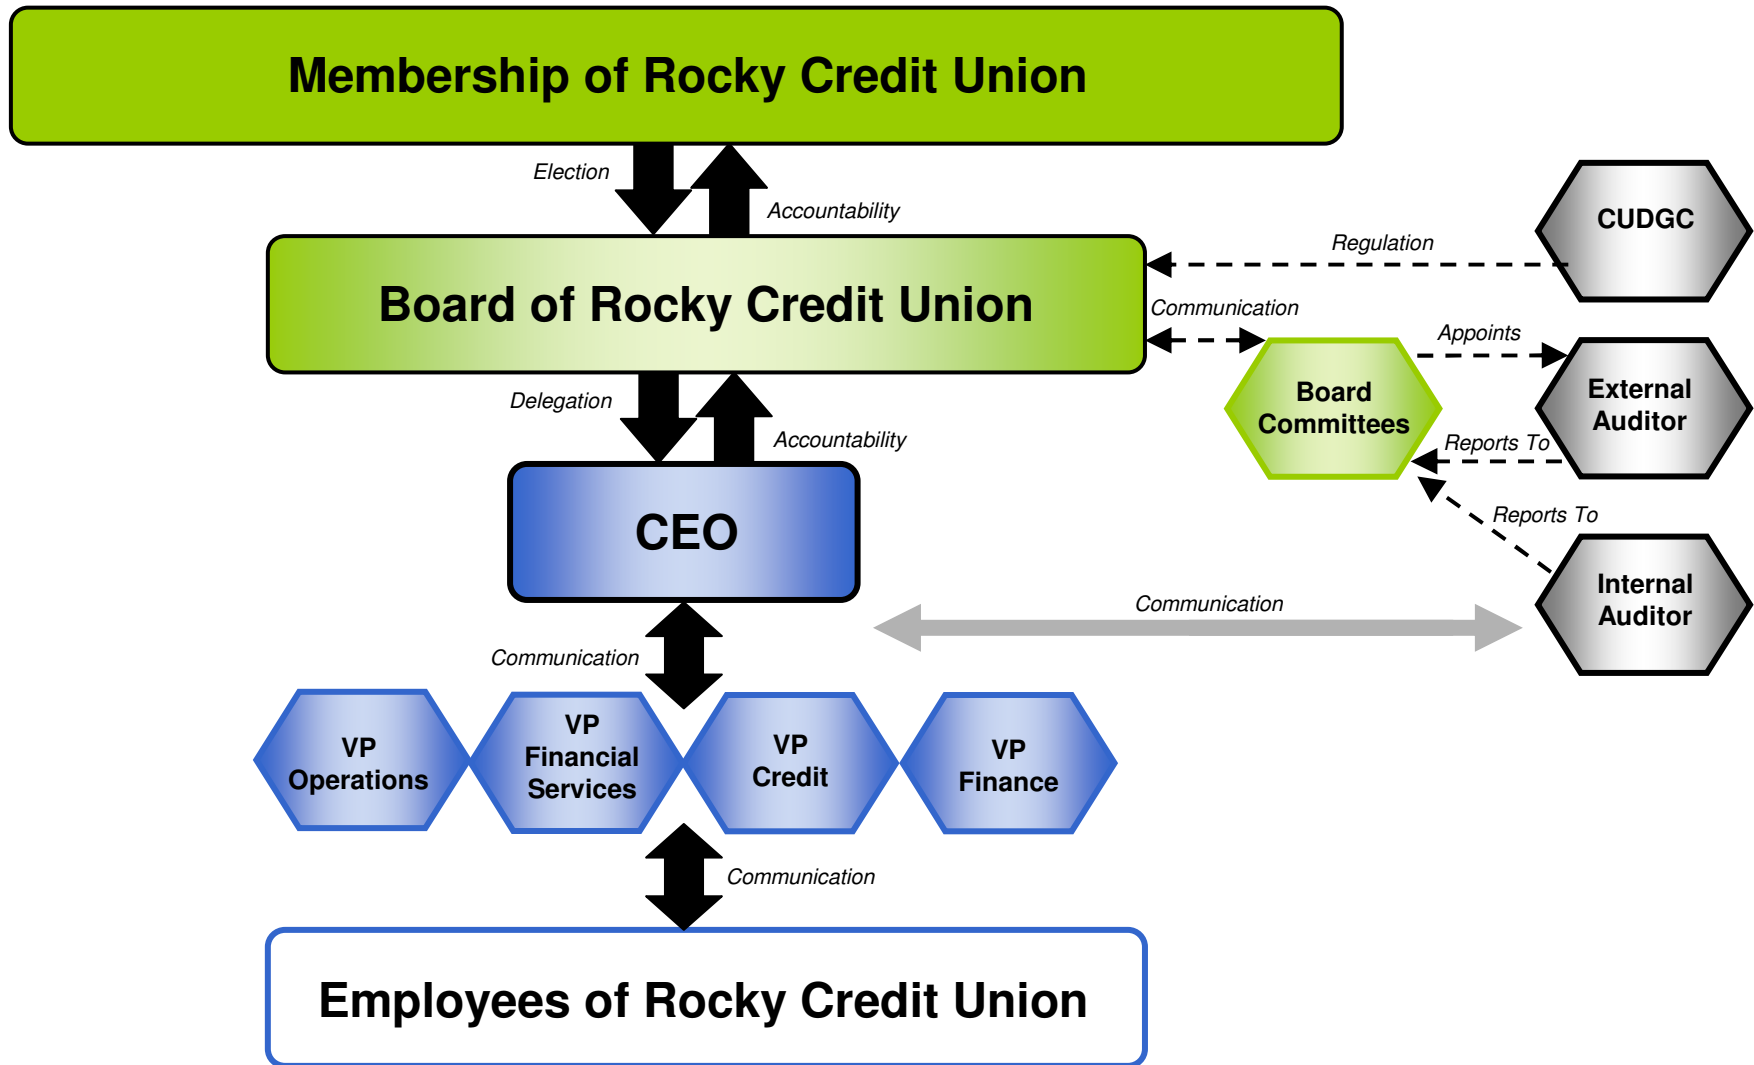 Membership of Rocky Credit Union
Election
Accountability
CUDGC
Regulation
Board of Rocky Credit Union
Communication
Appoints
Board
Committees
External
Auditor
Delegation
Accountability
Reports To
CEO
Reports To
Internal
Auditor
Communication
Communication
VP
Operations
VP
Financial
Services
VP
Credit
VP
Finance
Communication
Employees of Rocky Credit Union